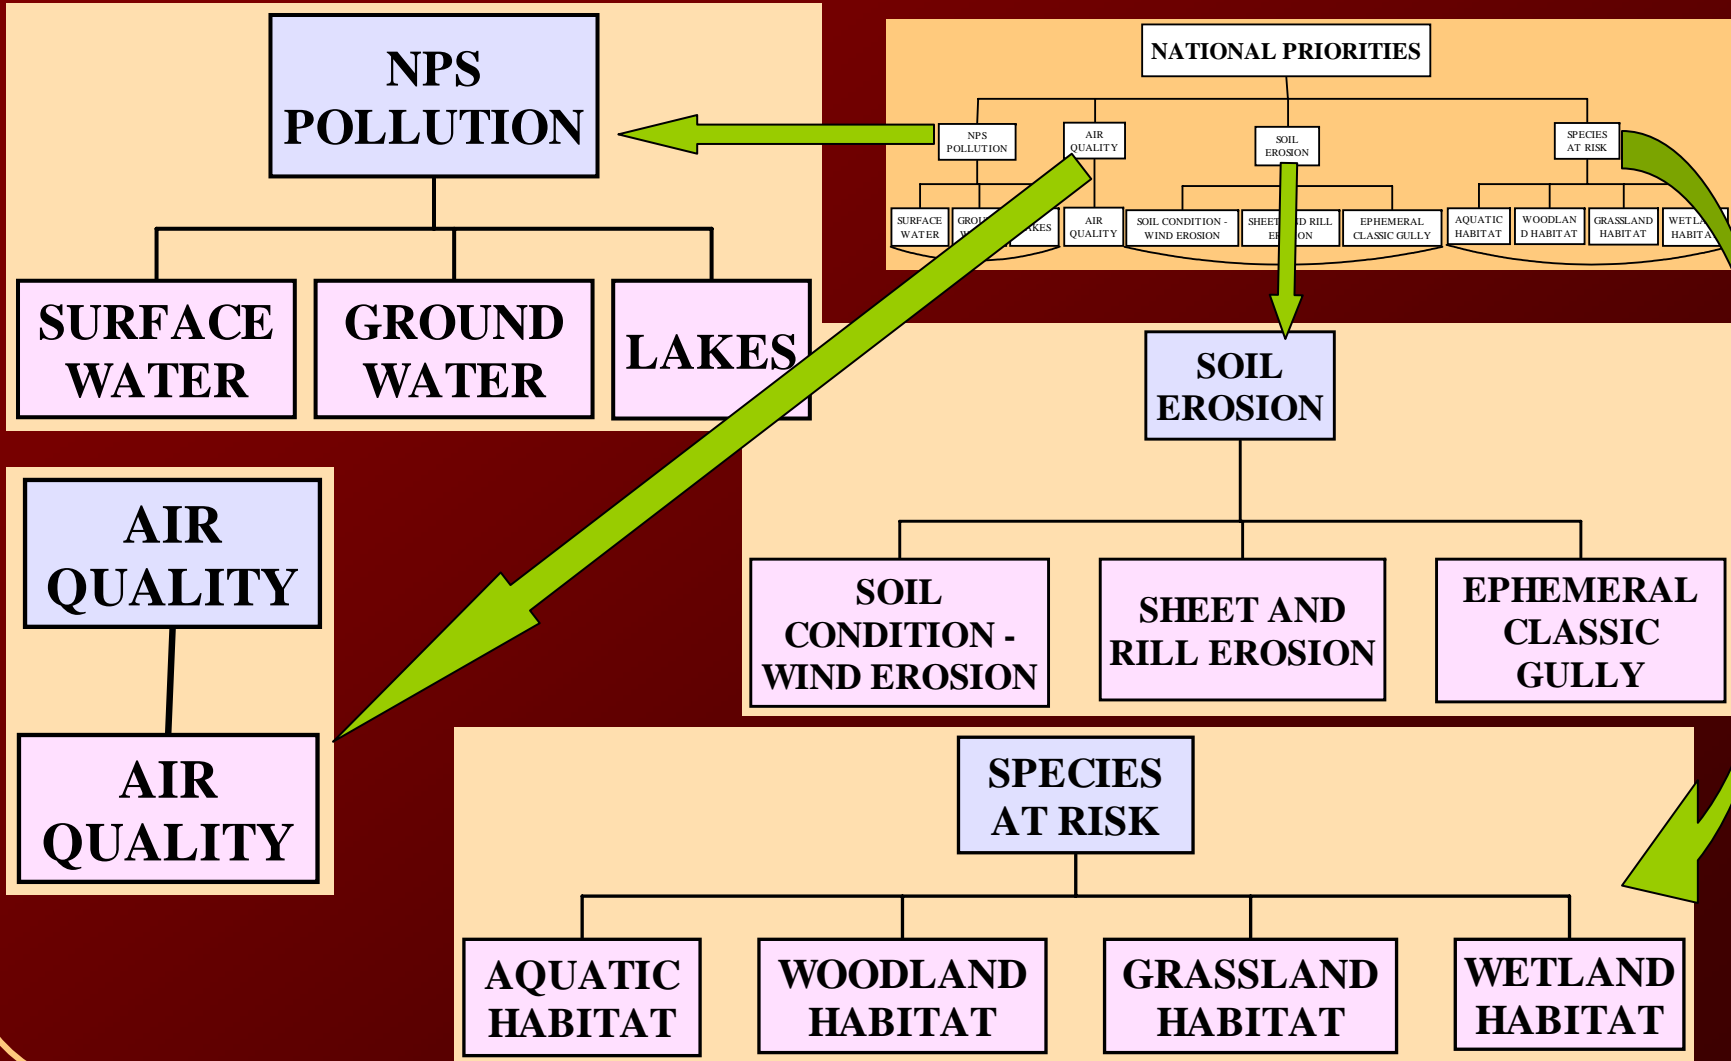 NPS
POLLUTION
SURFACE
WATER
GROUND
WATER
LAKES
NATIONAL PRIORITIES
NPS
POLLUTION
AIR
QUALITY
SOIL
EROSION
SPECIES
AT RISK
SURFACE
WATER
AIR
QUALITY
SOIL CONDITION -
WIND EROSION
EPHEMERAL
CLASSIC GULLY
AQUATIC
HABITAT
WOODLAN
D HABITAT
GRASSLAND
HABITAT
AIR
QUALITY
AIR
QUALITY
SOIL
EROSION
SOIL
CONDITION -
WIND EROSION
SHEET AND
RILL EROSION
EPHEMERAL
CLASSIC
GULLY
SPECIES
AT RISK
AQUATIC
HABITAT
WOODLAND
HABITAT
GRASSLAND
HABITAT
WETLAND
HABITAT